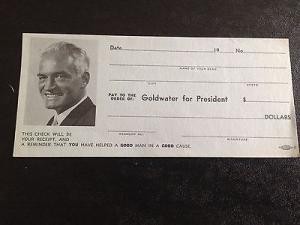 Date 19 No.
NAME OF YOUR BANK
CITY STATE
PAY TO THE
ORDER OF: Goldwater for President $
DOLLARS
SIGNATURE
THIS CHECK WILL BE
YOUR RECEIPT, AND
A REMINDER THAT YOU HAVE HELPED A GOOD MAN IN A GOOD CAUSE.